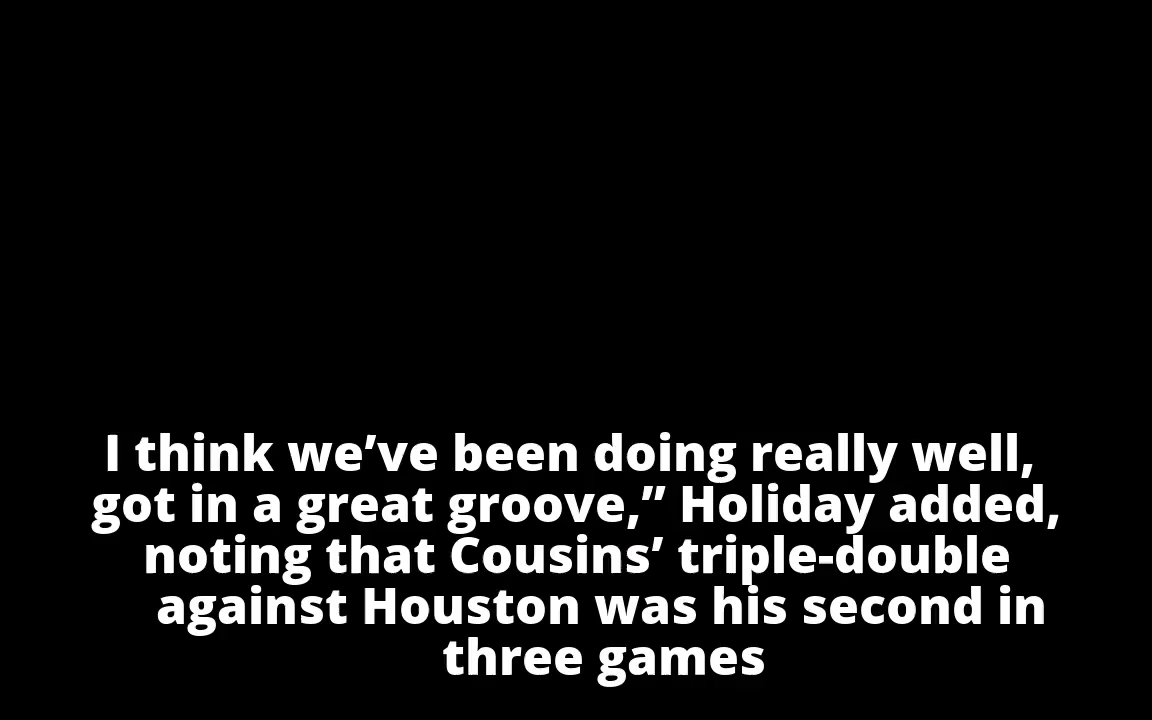 I think we’ve been doing really well,
got in a great groove,” Holiday added,
noting that Cousins’ triple-double
against Houston was his second in
three games